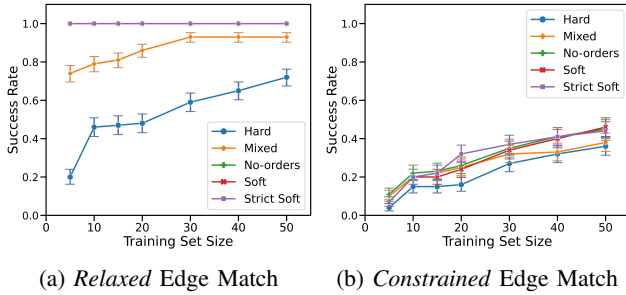 Success Rate
1.0
0.8
0.6
0.4
0.2
0.0
10 20 30 40 50
Training Set Size
Hard
Mixed
No-orders
Soft
Strict Soft
(a) Relaxed Edge Match
Success Rate
1.0
0.8
0.6
0.4
0.2
0.0
0 10 20 30 40 50
Training Set Size
Hard
Mixed
No-orders
Soft
Strict Soft
(b) Constrained Edge Match